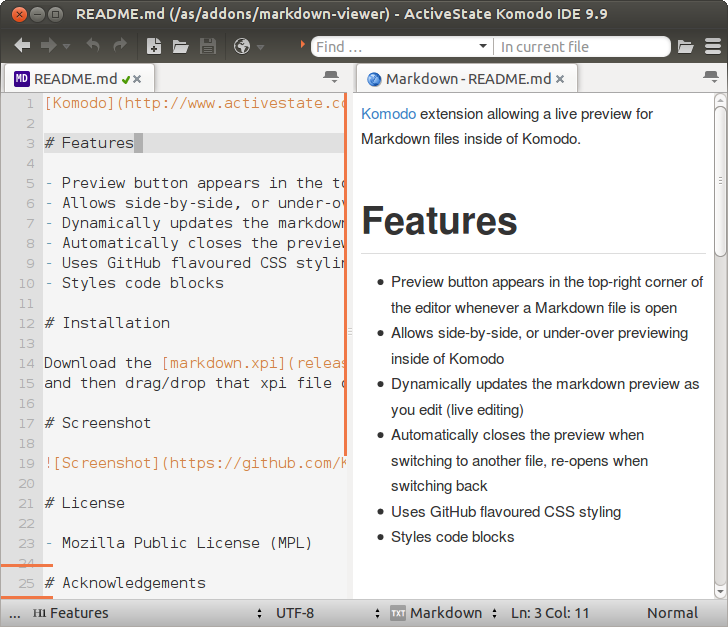 README.md (/as/addons/markdown-viewer) - ActiveState Komodo IDE 9.9
Find ...
In current file
MD README.md
Markdown - README.md
1 [Komodo](http://www.activestate.co
2
3 # Features
4
5 - Preview button appears in the to
6 - Allows side-by-side, or under-ov
7 - Dynamically updates the markdown
8 - Automatically closes the preview
9 - Uses GitHub flavoured CSS styling
10 - Styles code blocks
11
12 # Installation
13
14 Download the [markdown.xpi](releas
15 and then drag/drop that xpi file o
16
17 # Screenshot
18
19 ![Screenshot](https://github.com/K
20
21 # License
22
23 - Mozilla Public License (MPL)
24
25 # Acknowledgements
Komodo extension allowing a live preview for
Markdown files inside of Komodo.
Features
• Preview button appears in the top-right corner of
the editor whenever a Markdown file is open
• Allows side-by-side, or under-over previewing
inside of Komodo
• Dynamically updates the markdown preview as
you edit (live editing)
• Automatically closes the preview when
switching to another file, re-opens when
switching back
• Uses GitHub flavoured CSS styling
• Styles code blocks
... H1 Features
UTF-8
TXT Markdown
Ln: 3 Col: 11
Normal